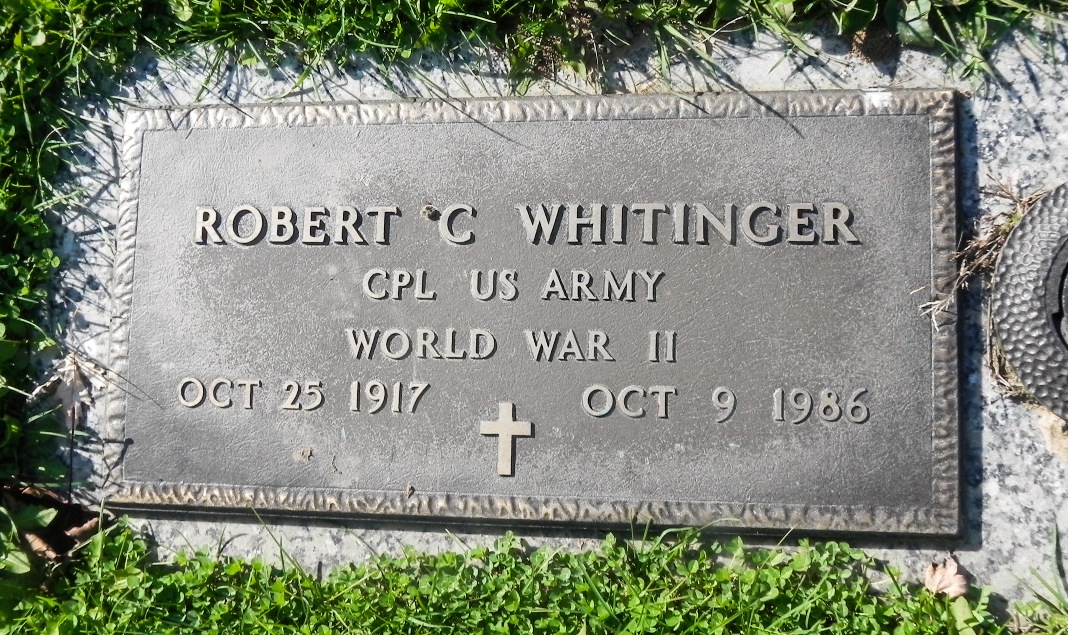 ROBERT C WHITINGER
CPL US ARMY
WORLD WAR II
OCT 25 1917 OCT 9 1986